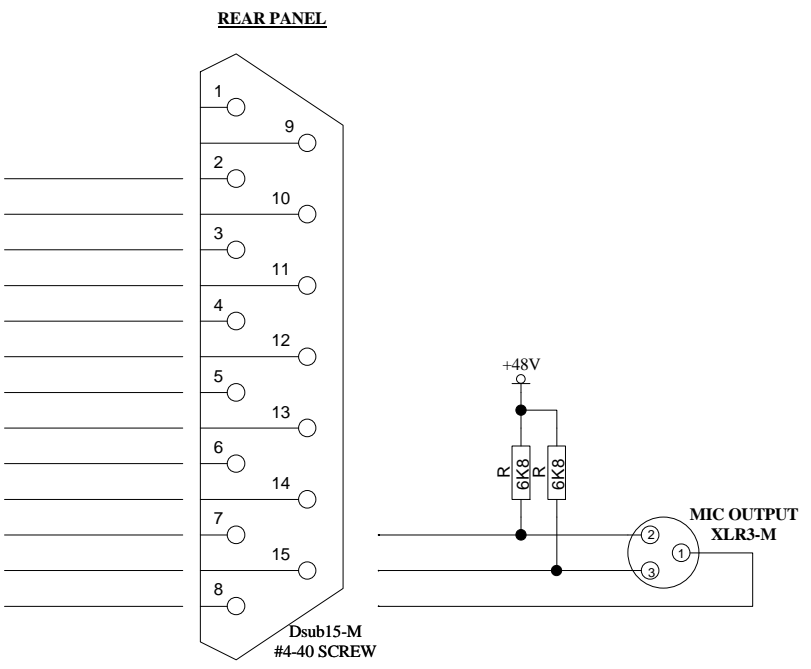 REAR PANEL
1
9
2
10
3
11
4
12
5
13
6
14
7
15
8
Dsub15-M
#4-40 SCREW
+48V
R
6K8
R
6K8
MIC OUTPUT
XLR3-M
2
1
3